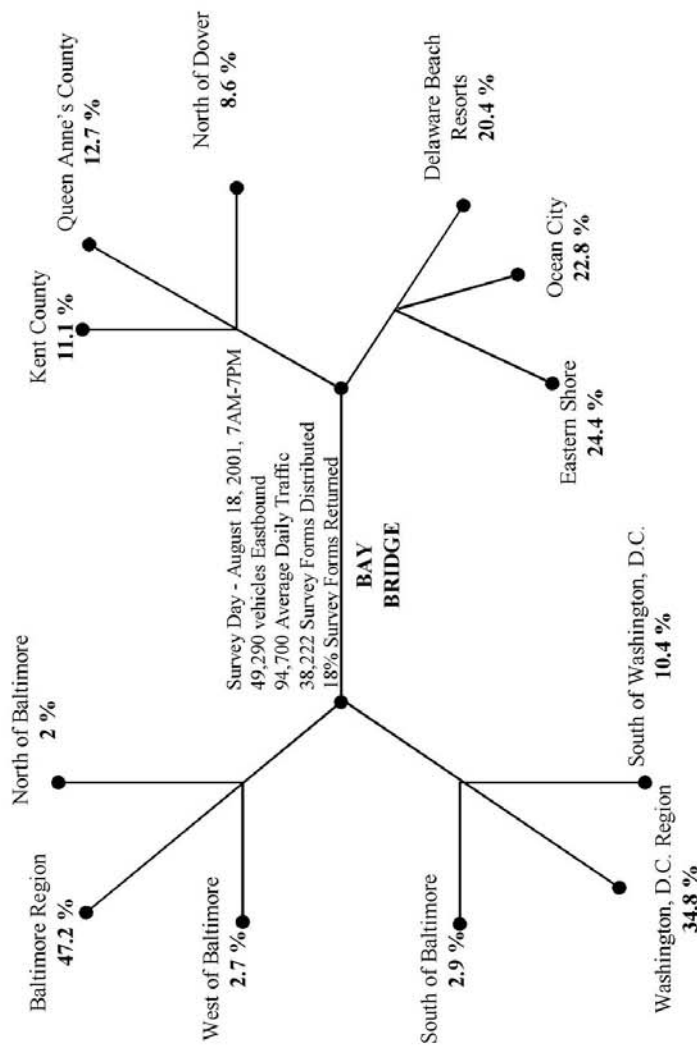 North of Baltimore
2 %
Baltimore Region
47.2 %
West of Baltimore
2.7 %
South of Baltimore
2.9 %
Washington, D.C. Region
34.8 %
South of Washington, D.C.
10.4 %
Survey Day - August 18, 2001, 7AM-7PM
49,290 vehicles Eastbound
94,700 Average Daily Traffic
38,222 Survey Forms Distributed
18% Survey Forms Returned
BAY
BRIDGE
Kent County
11.1 %
Queen Anne’s County
12.7 %
North of Dover
8.6 %
Delaware Beach
Resorts
20.4 %
Ocean City
22.8 %
Eastern Shore
24.4 %